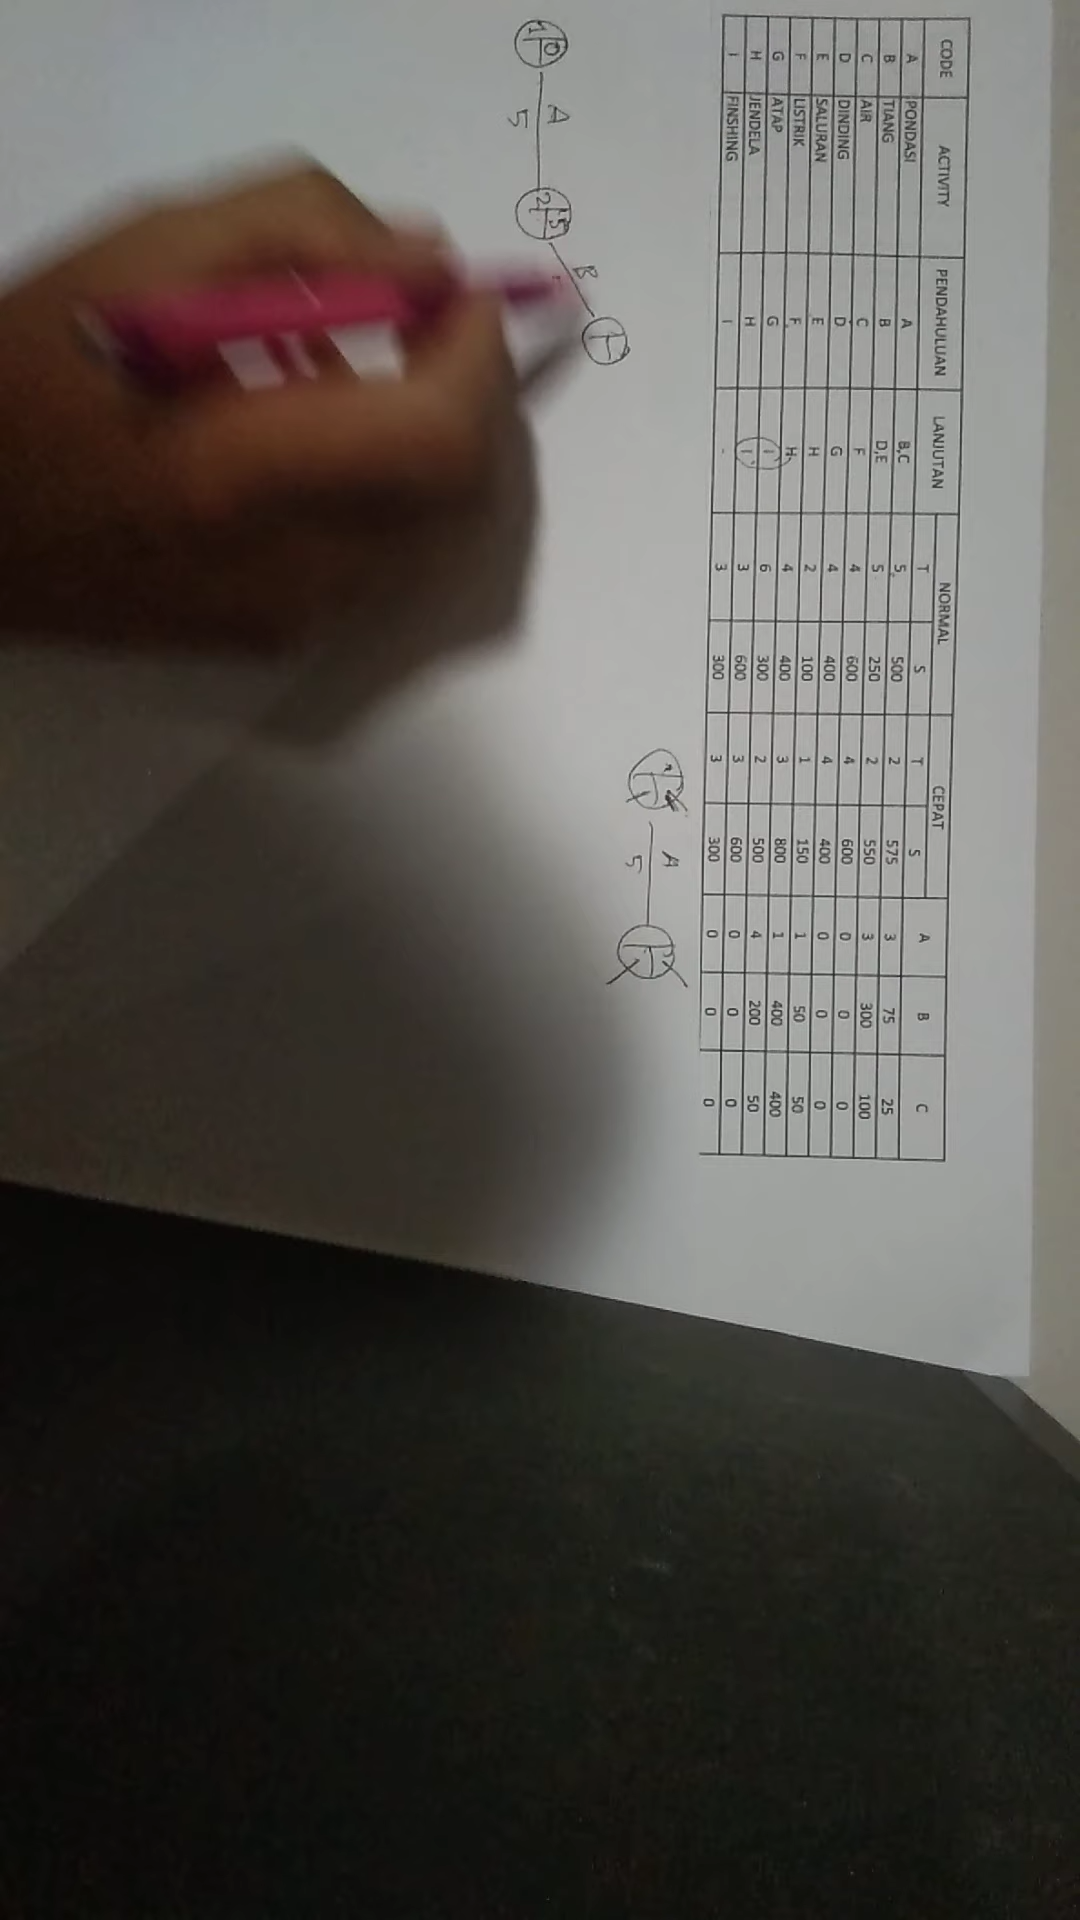 CODE ACTIVITY PENDAHULUAN LANJUTAN NORMAL CEPAT A B C
T S T S
A PONDASI A B,C 5 500 2 575 3 75 25
B TIANG B D,E 5 250 2 550 3 300 100
C AIR C F 4 600 4 600 0 0 0
D DINDING D G 4 400 4 400 0 0 0
E SALURAN E H 2 100 1 150 1 50 50
F LISTRIK F H 4 400 3 800 1 400 400
G ATAP G I 6 300 2 500 4 200 50
H JENDELA H I 3 600 3 600 0 0 0
I FINSHING I - 3 300 3 300 0 0 0
A
5
B
A
1 0 2 5
5